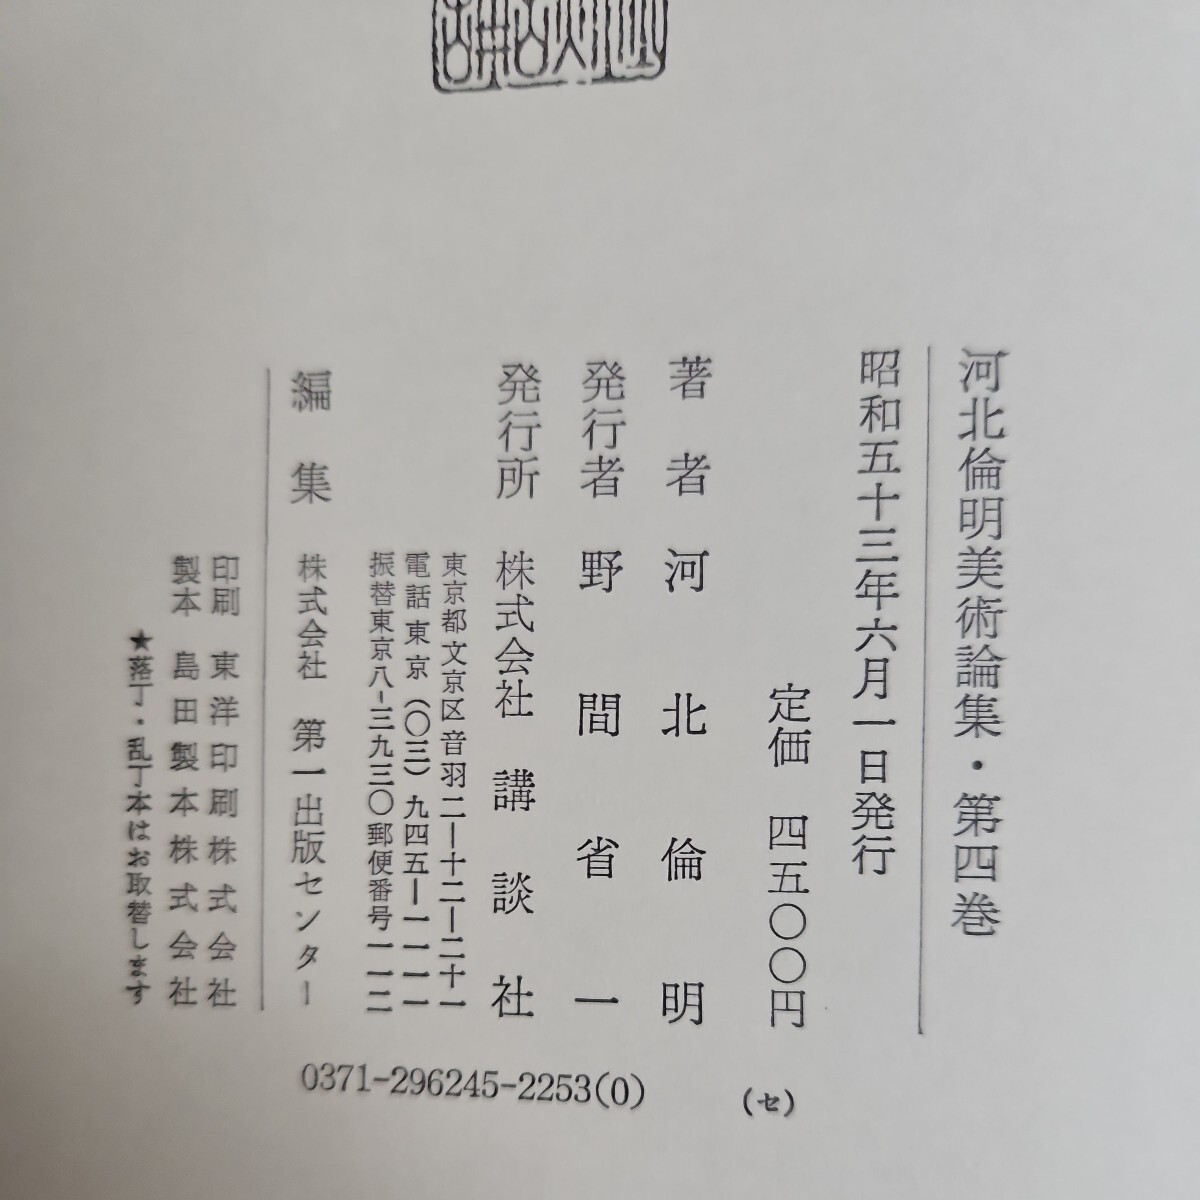 河北倫明美術論集・第四巻
昭和五十三年六月一日発行
定価 四五〇〇円
著者 河北倫明
発行者 野間省一
発行所 株式会社 講談社
東京都文京区音羽二ー十二ー二十一
電話 東京(〇三)九四五ー一一一一
振替東京八-三九三〇郵便番号一一二
編集 株式会社 第一出版センター
印刷 東洋印刷株式会社
製本 島田製本株式会社
★落丁・乱丁本はお取替します
0371-296245-2253(0) (セ)